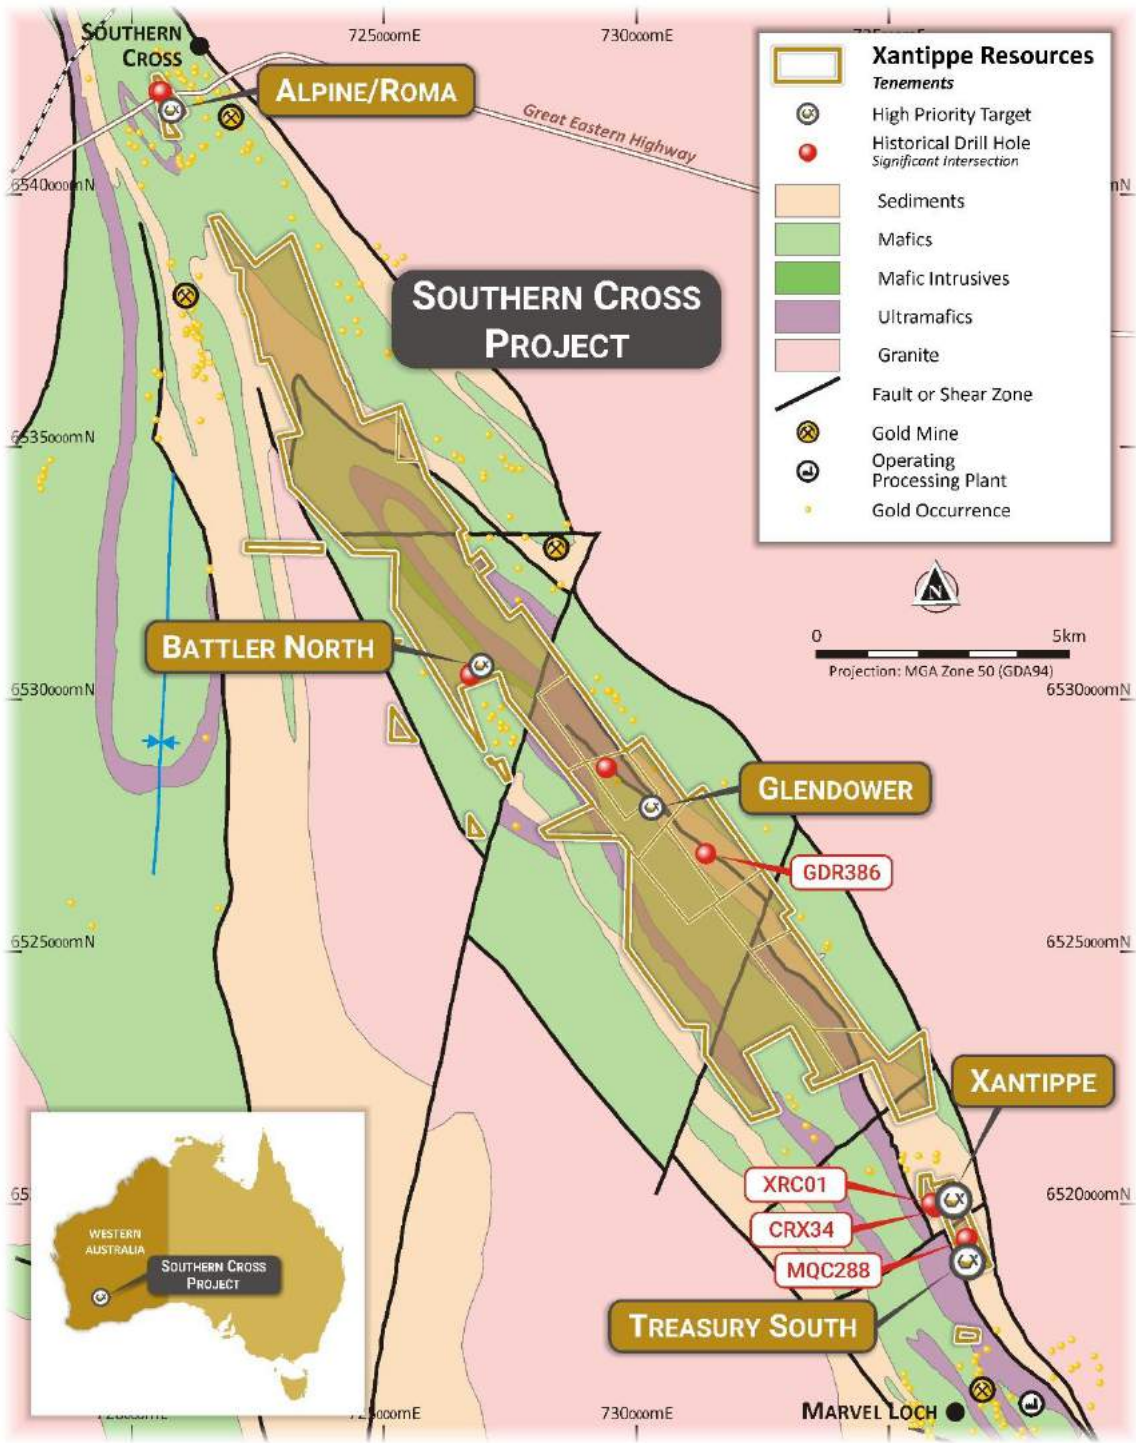 SOUTHERN
CROSS
725000mE
730000mE
ALPINE/ROMA
Great Eastern Highway
6540000mN
SOUTHERN CROSS
PROJECT
Xantippe Resources
Tenements
High Priority Target
Historical Drill Hole
Significant Intersection
Sediments
Mafics
Mafic Intrusives
Ultramafics
Granite
Fault or Shear Zone
Gold Mine
Operating
Processing Plant
Gold Occurrence
6535000mN
N
0 5km
Projection: MGA Zone 50 (GDA94)
BATTLER NORTH
6530000mN
6530000mN
GLENDOWER
GDR386
6525000mN
6525000mN
XANTIPPE
XRC01
CRX34
MQC288
6520000mN
WESTERN
AUSTRALIA
SOUTHERN CROSS
PROJECT
TREASURY SOUTH
MARVEL LOCH
730000mE